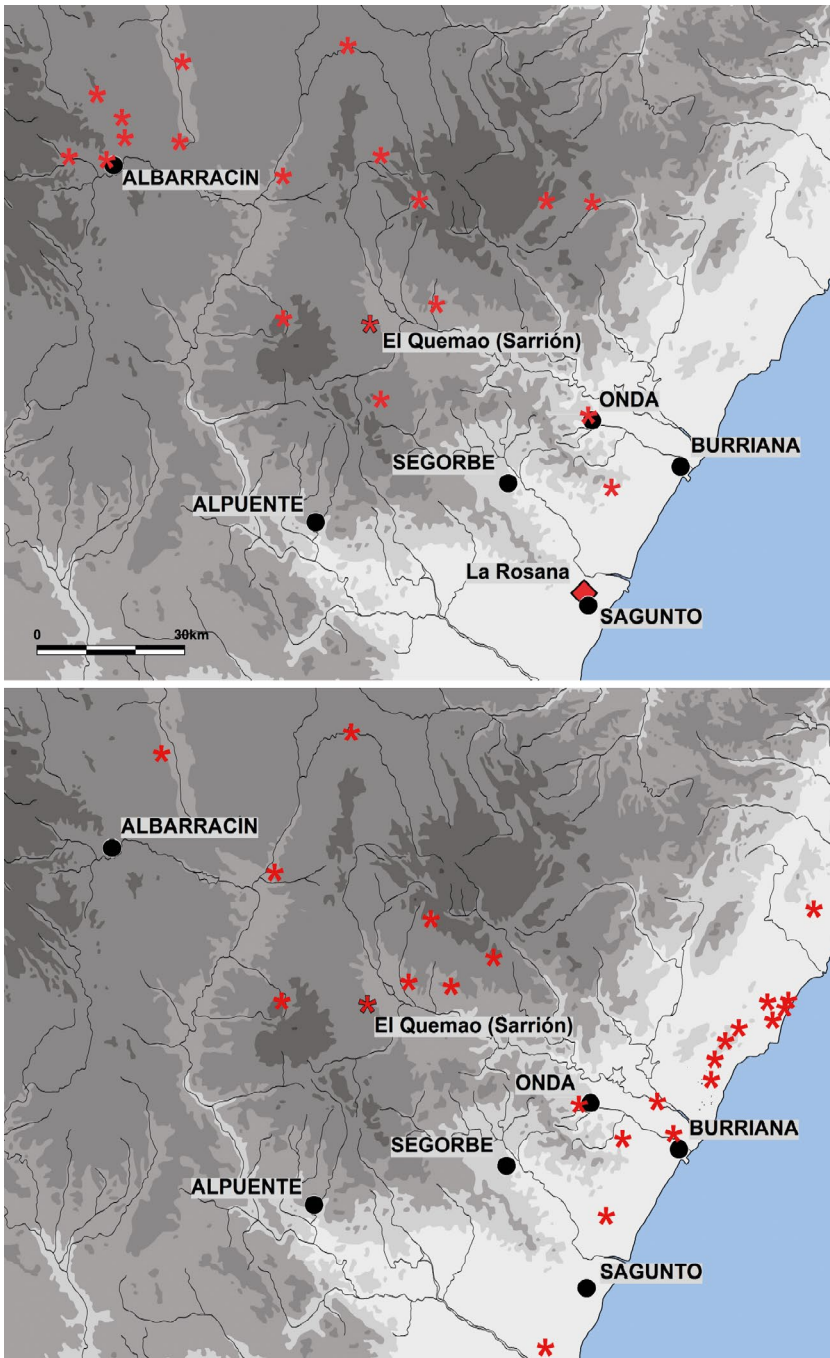 ALBARRACIN
El Quemao (Sarrión)
ONDA
BURRIANA
SEGORBE
ALPUENTE
La Rosana
SAGUNTO
0 30km
ALBARRACIN
El Quemao (Sarrión)
ONDA
BURRIANA
SEGORBE
ALPUENTE
SAGUNTO